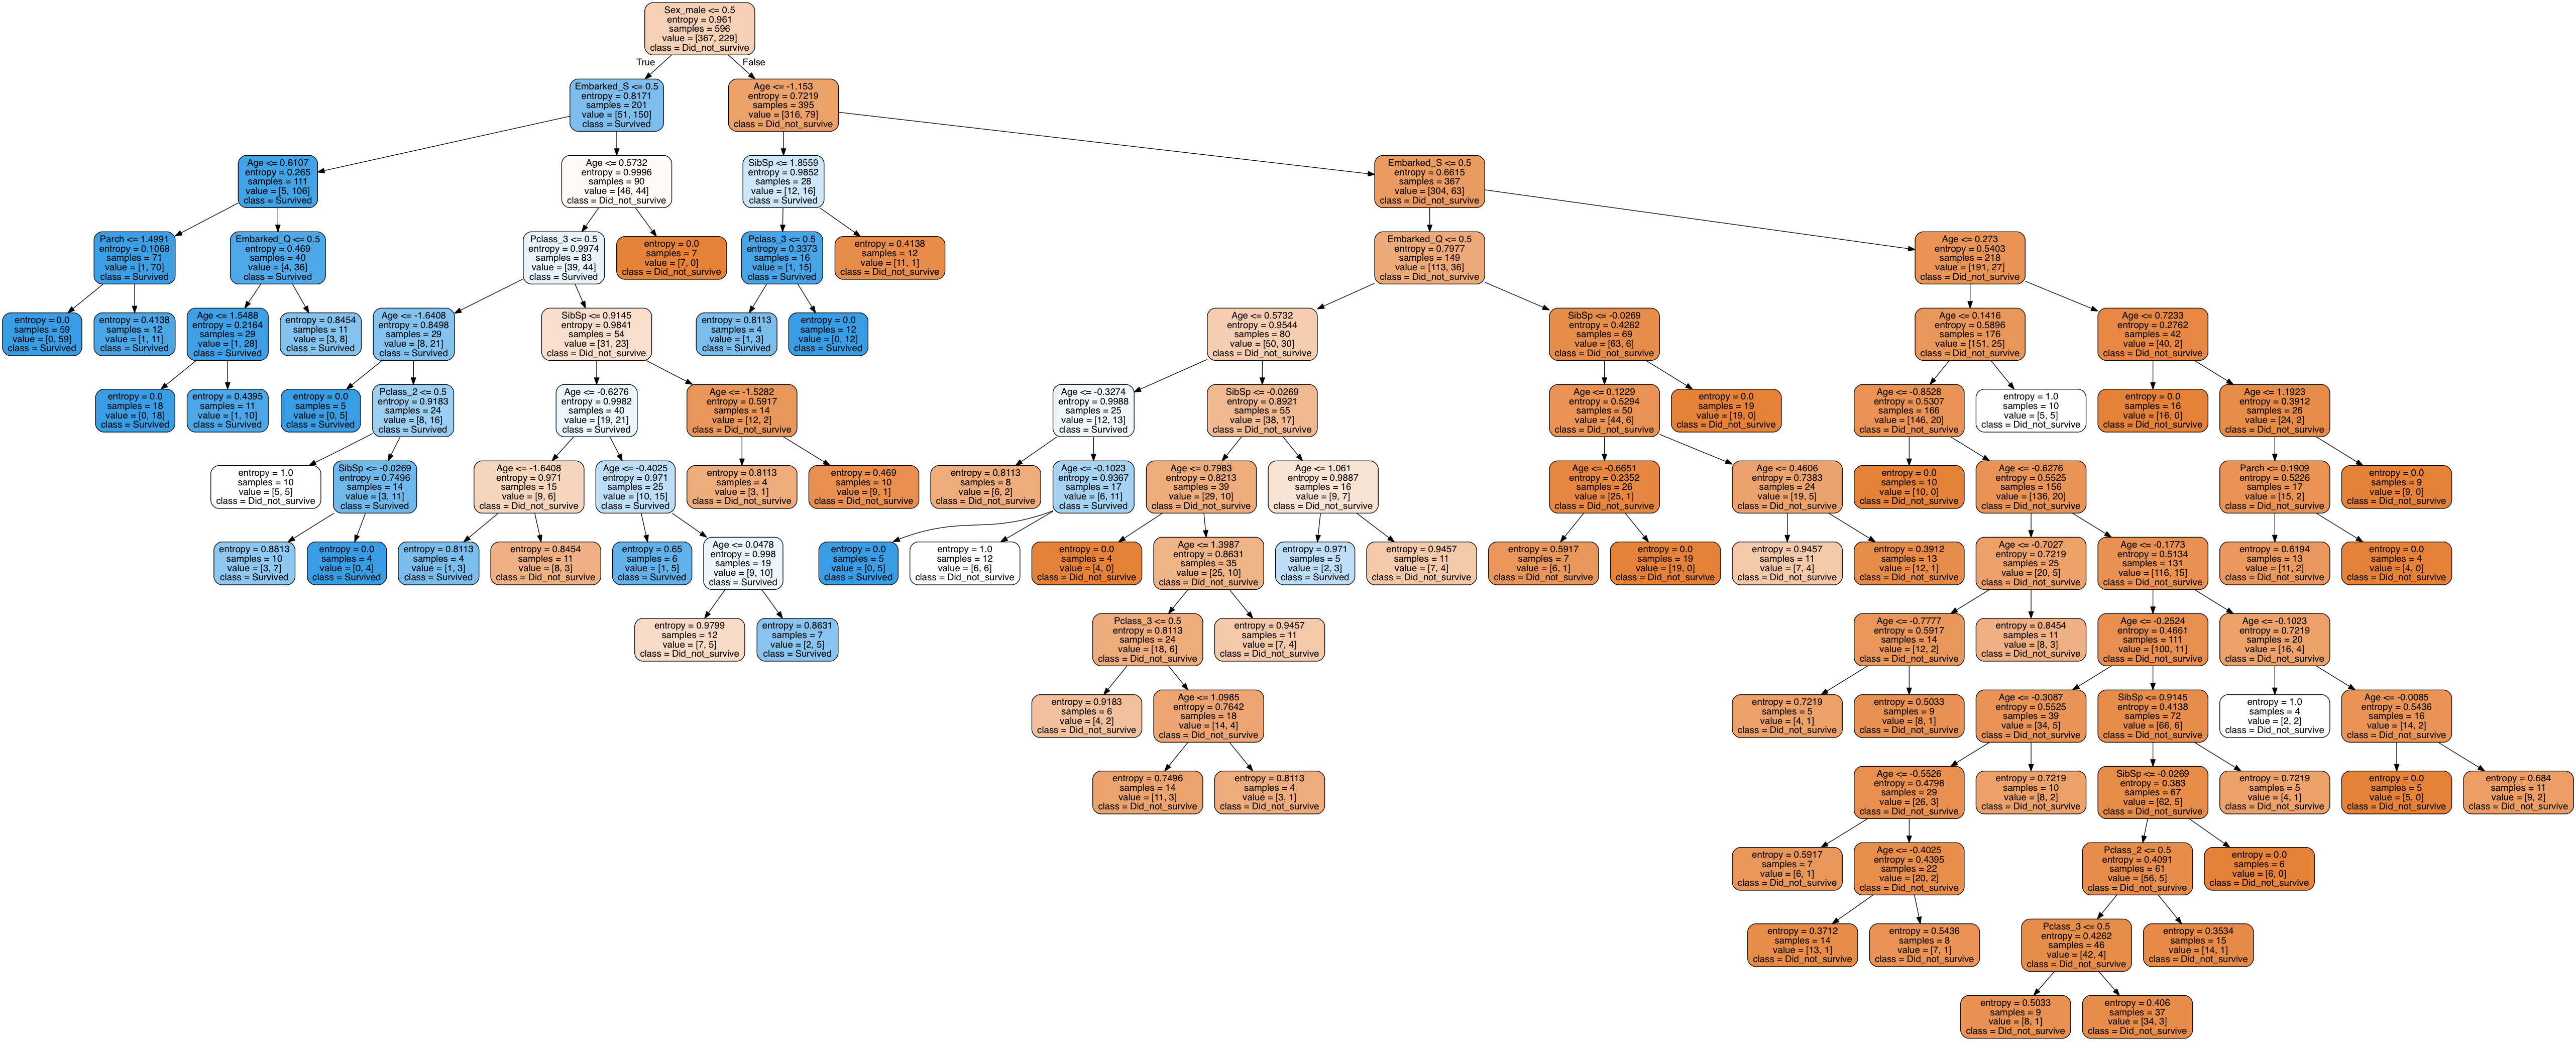 Sex_male <= 0.5
entropy = 0.961
samples = 596
value = [367, 229]
class = Did_not_survive
True
False
Embarked_S <= 0.5
entropy = 0.8171
samples = 201
value = [51, 150]
class = Survived
Age <= -1.153
entropy = 0.7219
samples = 395
value = [316, 79]
class = Did_not_survive
Age <= 0.6107
entropy = 0.265
samples = 111
value = [5, 106]
class = Survived
Age <= 0.5732
entropy = 0.9996
samples = 90
value = [46, 44]
class = Did_not_survive
SibSp <= 1.8559
entropy = 0.9852
samples = 28
value = [12, 16]
class = Survived
Embarked_S <= 0.5
entropy = 0.6615
samples = 367
value = [304, 63]
class = Did_not_survive
Parch <= 1.4991
entropy = 0.1068
samples = 71
value = [1, 70]
class = Survived
Embarked_Q <= 0.5
entropy = 0.469
samples = 40
value = [4, 36]
class = Survived
Pclass_3 <= 0.5
entropy = 0.9974
samples = 83
value = [39, 44]
class = Survived
entropy = 0.0
samples = 7
value = [7, 0]
class = Did_not_survive
Pclass_3 <= 0.5
entropy = 0.3373
samples = 16
value = [1, 15]
class = Survived
entropy = 0.4138
samples = 12
value = [11, 1]
class = Did_not_survive
Embarked_Q <= 0.5
entropy = 0.7977
samples = 149
value = [113, 36]
class = Did_not_survive
Age <= 0.273
entropy = 0.5403
samples = 218
value = [191, 27]
class = Did_not_survive
entropy = 0.0
samples = 59
value = [0, 59]
class = Survived
entropy = 0.4138
samples = 12
value = [1, 11]
class = Survived
Age <= 1.5488
entropy = 0.2164
samples = 29
value = [1, 28]
class = Survived
entropy = 0.8454
samples = 11
value = [3, 8]
class = Survived
Age <= -1.6408
entropy = 0.8498
samples = 29
value = [8, 21]
class = Survived
SibSp <= 0.9145
entropy = 0.9841
samples = 54
value = [31, 23]
class = Did_not_survive
entropy = 0.8113
samples = 4
value = [1, 3]
class = Survived
entropy = 0.0
samples = 12
value = [0, 12]
class = Survived
Age <= 0.5732
entropy = 0.9544
samples = 80
value = [50, 30]
class = Did_not_survive
SibSp <= -0.0269
entropy = 0.4262
samples = 69
value = [63, 6]
class = Did_not_survive
Age <= 0.1416
entropy = 0.5896
samples = 176
value = [151, 25]
class = Did_not_survive
Age <= 0.7233
entropy = 0.2762
samples = 42
value = [40, 2]
class = Did_not_survive
entropy = 0.0
samples = 18
value = [0, 18]
class = Survived
entropy = 0.4395
samples = 11
value = [1, 10]
class = Survived
entropy = 0.0
samples = 5
value = [0, 5]
class = Survived
Pclass_2 <= 0.5
entropy = 0.9183
samples = 24
value = [8, 16]
class = Survived
Age <= -0.6276
entropy = 0.9982
samples = 40
value = [19, 21]
class = Survived
Age <= -1.5282
entropy = 0.5917
samples = 14
value = [12, 2]
class = Did_not_survive
Age <= -0.3274
entropy = 0.9988
samples = 25
value = [12, 13]
class = Survived
SibSp <= -0.0269
entropy = 0.8921
samples = 55
value = [38, 17]
class = Did_not_survive
Age <= 0.1229
entropy = 0.5294
samples = 50
value = [44, 6]
class = Did_not_survive
entropy = 0.0
samples = 19
value = [19, 0]
class = Did_not_survive
Age <= -0.8528
entropy = 0.5307
samples = 166
value = [146, 20]
class = Did_not_survive
entropy = 1.0
samples = 10
value = [5, 5]
class = Did_not_survive
entropy = 0.0
samples = 16
value = [16, 0]
class = Did_not_survive
Age <= 1.1923
entropy = 0.3912
samples = 26
value = [24, 2]
class = Did_not_survive
entropy = 1.0
samples = 10
value = [5, 5]
class = Did_not_survive
SibSp <= -0.0269
entropy = 0.7496
samples = 14
value = [3, 11]
class = Survived
Age <= -1.6408
entropy = 0.971
samples = 15
value = [9, 6]
class = Did_not_survive
Age <= -0.4025
entropy = 0.971
samples = 25
value = [10, 15]
class = Survived
entropy = 0.8113
samples = 4
value = [3, 1]
class = Did_not_survive
entropy = 0.469
samples = 10
value = [9, 1]
class = Did_not_survive
entropy = 0.8113
samples = 8
value = [6, 2]
class = Did_not_survive
Age <= -0.1023
entropy = 0.9367
samples = 17
value = [6, 11]
class = Survived
Age <= 0.7983
entropy = 0.8213
samples = 39
value = [29, 10]
class = Did_not_survive
Age <= 1.061
entropy = 0.9887
samples = 16
value = [9, 7]
class = Did_not_survive
Age <= -0.6651
entropy = 0.2352
samples = 26
value = [25, 1]
class = Did_not_survive
Age <= 0.4606
entropy = 0.7383
samples = 24
value = [19, 5]
class = Did_not_survive
entropy = 0.0
samples = 10
value = [10, 0]
class = Did_not_survive
Age <= -0.6276
entropy = 0.5525
samples = 156
value = [136, 20]
class = Did_not_survive
Parch <= 0.1909
entropy = 0.5226
samples = 17
value = [15, 2]
class = Did_not_survive
entropy = 0.0
samples = 9
value = [9, 0]
class = Did_not_survive
entropy = 0.8813
samples = 10
value = [3, 7]
class = Survived
entropy = 0.0
samples = 4
value = [0, 4]
class = Survived
entropy = 0.8113
samples = 4
value = [1, 3]
class = Survived
entropy = 0.8454
samples = 11
value = [8, 3]
class = Did_not_survive
entropy = 0.65
samples = 6
value = [1, 5]
class = Survived
Age <= 0.0478
entropy = 0.998
samples = 19
value = [9, 10]
class = Survived
entropy = 0.0
samples = 5
value = [0, 5]
class = Survived
entropy = 1.0
samples = 12
value = [6, 6]
class = Did_not_survive
entropy = 0.0
samples = 4
value = [4, 0]
class = Did_not_survive
Age <= 1.3987
entropy = 0.8631
samples = 35
value = [25, 10]
class = Did_not_survive
entropy = 0.971
samples = 5
value = [2, 3]
class = Survived
entropy = 0.9457
samples = 11
value = [7, 4]
class = Did_not_survive
entropy = 0.5917
samples = 7
value = [6, 1]
class = Did_not_survive
entropy = 0.0
samples = 19
value = [19, 0]
class = Did_not_survive
entropy = 0.9457
samples = 11
value = [7, 4]
class = Did_not_survive
entropy = 0.3912
samples = 13
value = [12, 1]
class = Did_not_survive
Age <= -0.7027
entropy = 0.7219
samples = 25
value = [20, 5]
class = Did_not_survive
Age <= -0.1773
entropy = 0.5134
samples = 131
value = [116, 15]
class = Did_not_survive
entropy = 0.6194
samples = 13
value = [11, 2]
class = Did_not_survive
entropy = 0.0
samples = 4
value = [4, 0]
class = Did_not_survive
entropy = 0.9799
samples = 12
value = [7, 5]
class = Did_not_survive
entropy = 0.8631
samples = 7
value = [2, 5]
class = Survived
Pclass_3 <= 0.5
entropy = 0.8113
samples = 24
value = [18, 6]
class = Did_not_survive
entropy = 0.9457
samples = 11
value = [7, 4]
class = Did_not_survive
Age <= -0.7777
entropy = 0.5917
samples = 14
value = [12, 2]
class = Did_not_survive
entropy = 0.8454
samples = 11
value = [8, 3]
class = Did_not_survive
Age <= -0.2524
entropy = 0.4661
samples = 111
value = [100, 11]
class = Did_not_survive
Age <= -0.1023
entropy = 0.7219
samples = 20
value = [16, 4]
class = Did_not_survive
entropy = 0.9183
samples = 6
value = [4, 2]
class = Did_not_survive
Age <= 1.0985
entropy = 0.7642
samples = 18
value = [14, 4]
class = Did_not_survive
entropy = 0.7219
samples = 5
value = [4, 1]
class = Did_not_survive
entropy = 0.5033
samples = 9
value = [8, 1]
class = Did_not_survive
Age <= -0.3087
entropy = 0.5525
samples = 39
value = [34, 5]
class = Did_not_survive
SibSp <= 0.9145
entropy = 0.4138
samples = 72
value = [66, 6]
class = Did_not_survive
entropy = 1.0
samples = 4
value = [2, 2]
class = Did_not_survive
Age <= -0.0085
entropy = 0.5436
samples = 16
value = [14, 2]
class = Did_not_survive
entropy = 0.7496
samples = 14
value = [11, 3]
class = Did_not_survive
entropy = 0.8113
samples = 4
value = [3, 1]
class = Did_not_survive
Age <= -0.5526
entropy = 0.4798
samples = 29
value = [26, 3]
class = Did_not_survive
entropy = 0.7219
samples = 10
value = [8, 2]
class = Did_not_survive
SibSp <= -0.0269
entropy = 0.383
samples = 67
value = [62, 5]
class = Did_not_survive
entropy = 0.7219
samples = 5
value = [4, 1]
class = Did_not_survive
entropy = 0.0
samples = 5
value = [5, 0]
class = Did_not_survive
entropy = 0.684
samples = 11
value = [9, 2]
class = Did_not_survive
entropy = 0.5917
samples = 7
value = [6, 1]
class = Did_not_survive
Age <= -0.4025
entropy = 0.4395
samples = 22
value = [20, 2]
class = Did_not_survive
Pclass_2 <= 0.5
entropy = 0.4091
samples = 61
value = [56, 5]
class = Did_not_survive
entropy = 0.0
samples = 6
value = [6, 0]
class = Did_not_survive
entropy = 0.3712
samples = 14
value = [13, 1]
class = Did_not_survive
entropy = 0.5436
samples = 8
value = [7, 1]
class = Did_not_survive
Pclass_3 <= 0.5
entropy = 0.4262
samples = 46
value = [42, 4]
class = Did_not_survive
entropy = 0.3534
samples = 15
value = [14, 1]
class = Did_not_survive
entropy = 0.5033
samples = 9
value = [8, 1]
class = Did_not_survive
entropy = 0.406
samples = 37
value = [34, 3]
class = Did_not_survive